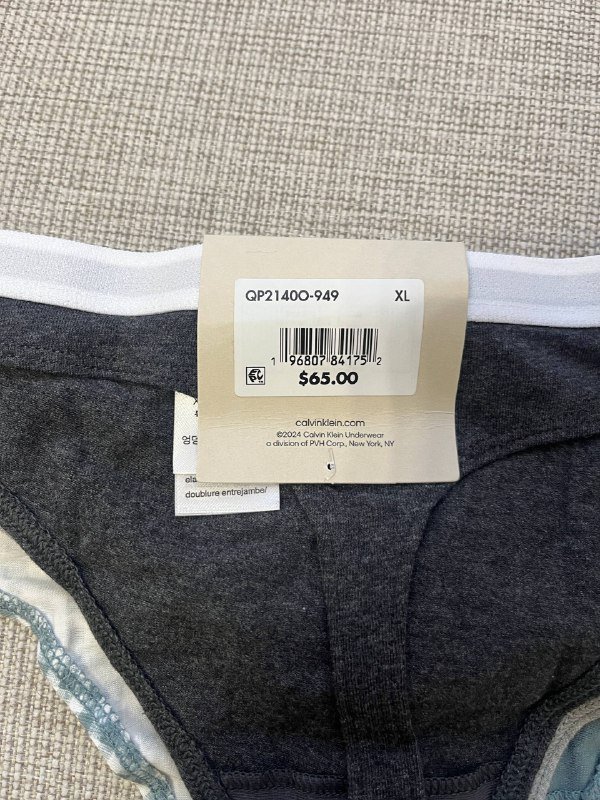 QP2140O-949 XL
1 96807 84175 2
$65.00
calvinklein.com
©2024 Calvin Klein Underwear
a division of PVH Corp., New York, NY
doublure entrejambe/